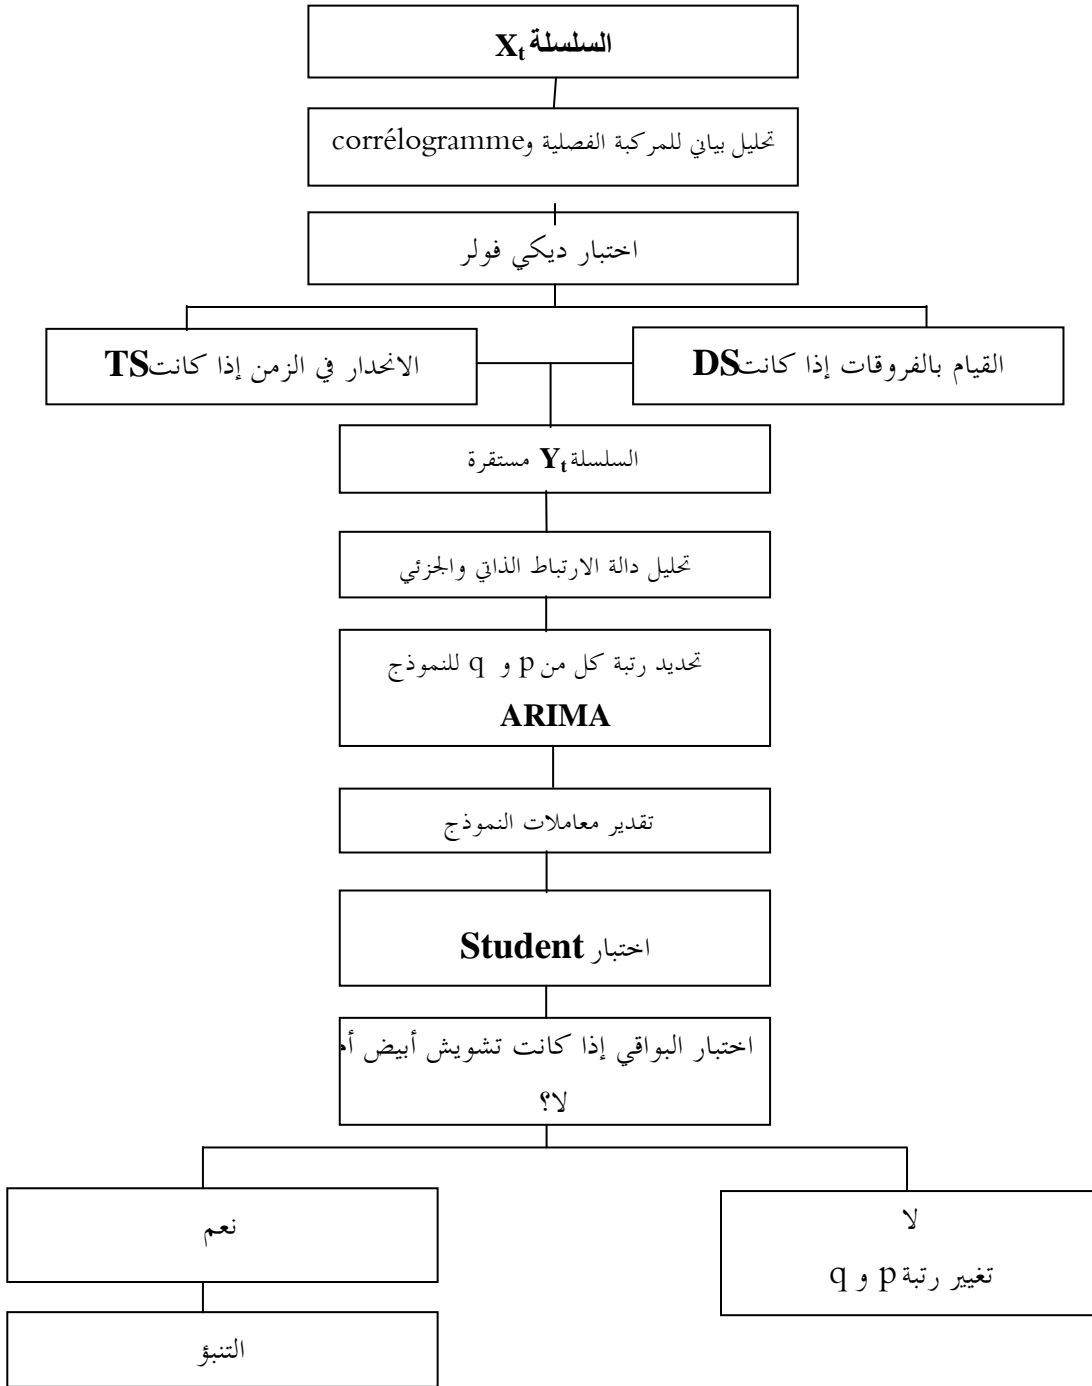 السلسلة Xt
تحليل بياني للمركبة الفصلية وcorrélogramme
اختبار ديكي فولر
القيام بالفروقات إذا كانت DS
الانحدار في الزمن إذا كانت TS
السلسلة Yt مستقرة
تحليل دالة الارتباط الذاتي والجزئي
تحديد رتبة كل من p و q للنموذج
ARIMA
تقدير معاملات النموذج
اختبار Student
اختبار البواقي إذا كانت تشويش أبيض أم
لا؟
لا
تغيير رتبة p و q
نعم
التنبؤ